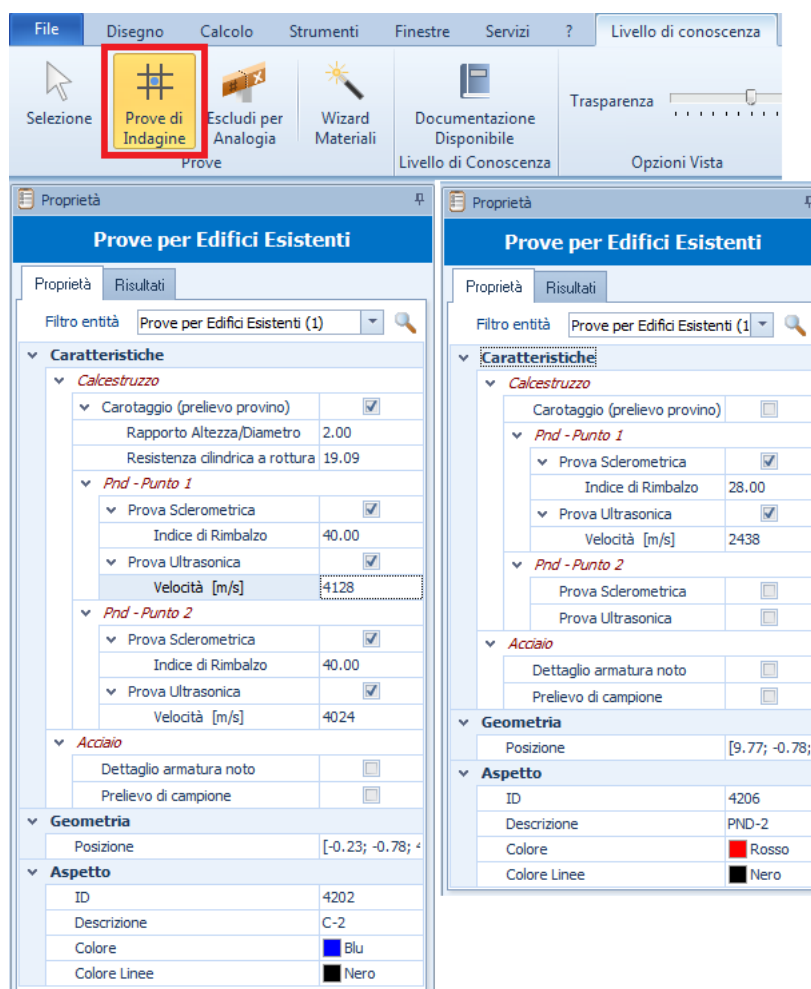 File Disegno Calcolo Strumenti Finestre Servizi ? Livello di conoscenza
Selezione
Prove di Indagine
Escludi per Analogia
Wizard Materiali
Documentazione Disponibile
Trasparenza
Prove
Livello di Conoscenza
Opzioni Vista
Proprietà
Prove per Edifici Esistenti
Proprietà Risultati
Filtro entità Prove per Edifici Esistenti (1)
Caratteristiche
Calcestruzzo
Carotaggio (prelievo provino)
Rapporto Altezza/Diametro 2.00
Resistenza cilindrica a rottura 19.09
Pnd - Punto 1
Prova Sclerometrica
Indice di Rimbalzo 40.00
Prova Ultrasonica
Velocità [m/s] 4128
Pnd - Punto 2
Prova Sclerometrica
Indice di Rimbalzo 40.00
Prova Ultrasonica
Velocità [m/s] 4024
Acciaio
Dettaglio armatura noto
Prelievo di campione
Geometria
Posizione [-0.23; -0.78;
Aspetto
ID 4202
Descrizione C-2
Colore Blu
Colore Linee Nero
Proprietà
Prove per Edifici Esistenti
Proprietà Risultati
Filtro entità Prove per Edifici Esistenti (1
Caratteristiche
Calcestruzzo
Carotaggio (prelievo provino)
Pnd - Punto 1
Prova Sclerometrica
Indice di Rimbalzo 28.00
Prova Ultrasonica
Velocità [m/s] 2438
Pnd - Punto 2
Prova Sclerometrica
Prova Ultrasonica
Acciaio
Dettaglio armatura noto
Prelievo di campione
Geometria
Posizione [9.77; -0.78;
Aspetto
ID 4206
Descrizione PND-2
Colore Rosso
Colore Linee Nero